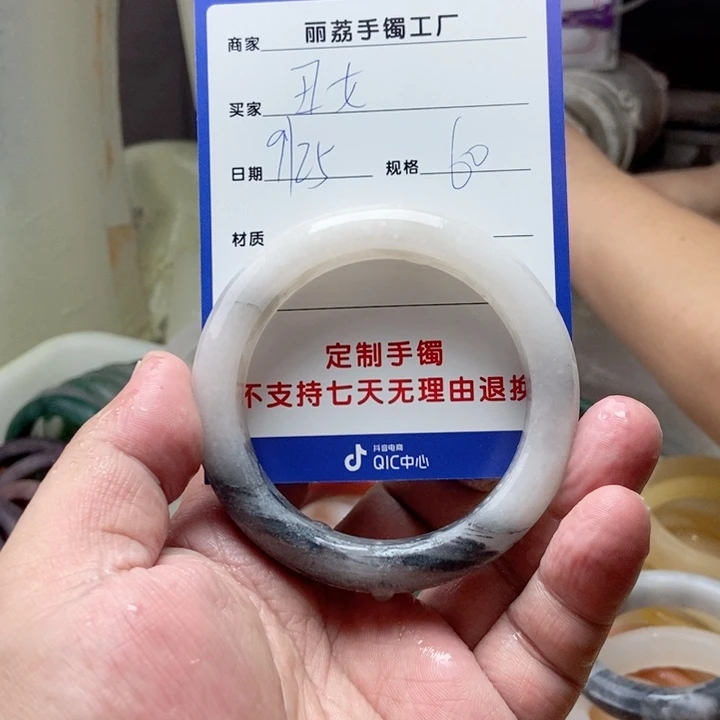 商家 丽荔手镯工厂
买家 丑女
日期 9/25 规格 60
材质
定制手镯
不支持七天无理由退换
抖音电商
QIC中心